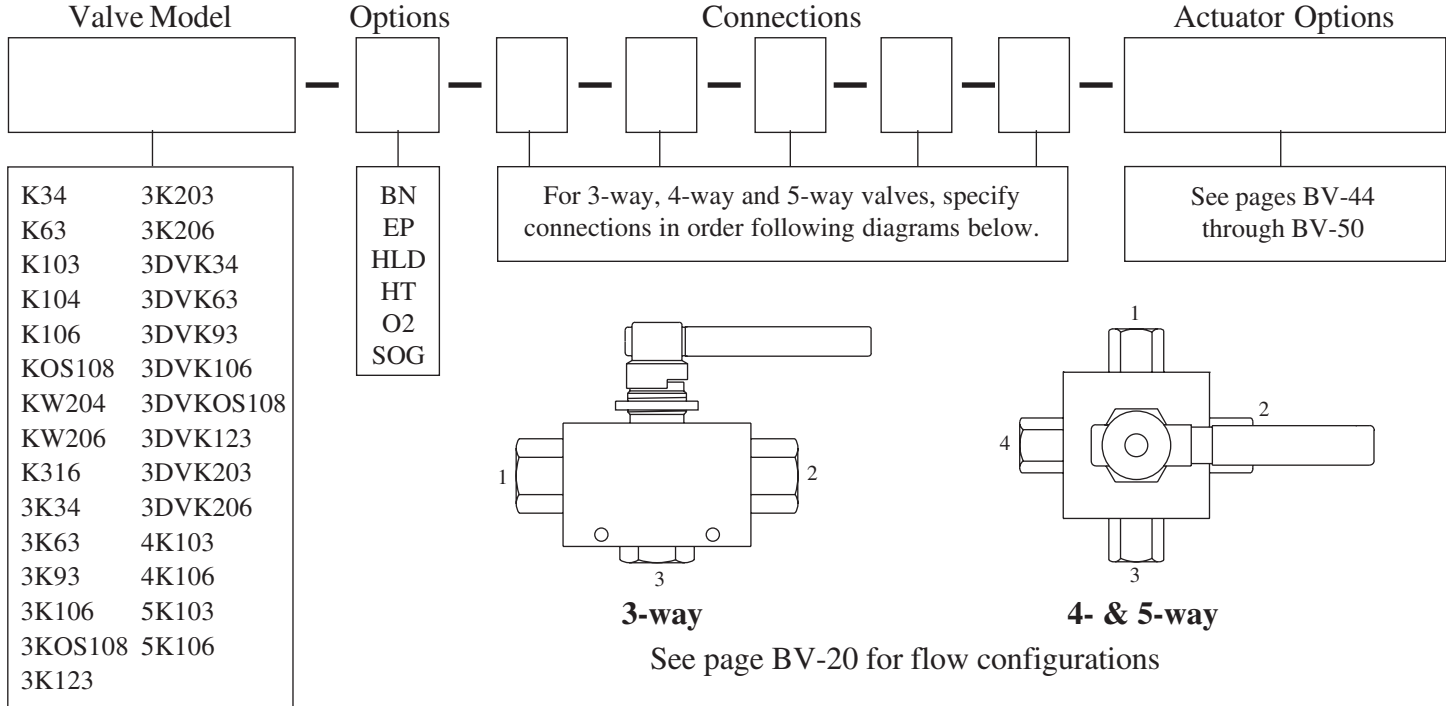 Valve Model Options Connections Actuator Options
K34 3K203
K63 3K206
K103 3DVK34
K104 3DVK63
K106 3DVK93
KOS108 3DVK106
KW204 3DVKOS108
KW206 3DVK123
K316 3DVK203
3K34 3DVK206
3K63 4K103
3K93 4K106
3K106 5K103
3KOS108 5K106
3K123
BN
EP
HLD
HT
O2
SOG
For 3-way, 4-way and 5-way valves, specify
connections in order following diagrams below.
See pages BV-44
through BV-50
1
2
3
3-way
1
2
4
3
4- & 5-way
See page BV-20 for flow configurations